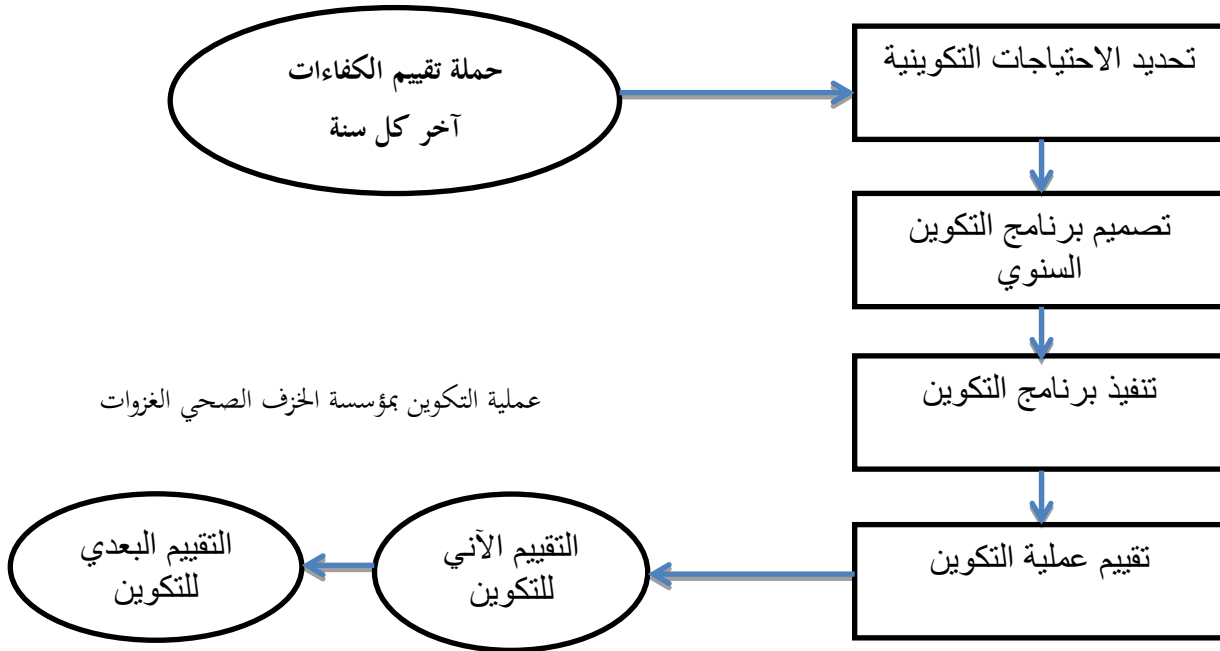 حملة تقييم الكفاءات
آخر كل سنة
تحديد الاحتياجات التكوينية
تصميم برنامج التكوين
السنوي
تنفيذ برنامج التكوين
عملية التكوين بمؤسسة الخزف الصحي الغزوات
تقييم عملية التكوين
التقييم الآني
للتكوين
التقييم البعدي
للتكوين